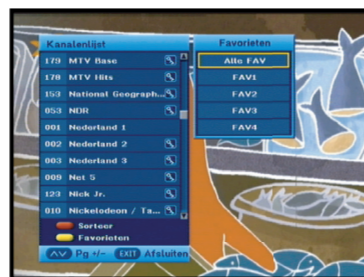 Kanalenlijst
179 MTV Base
178 MTV Hits
153 National Geograph...
053 NDR
001 Nederland 1
002 Nederland 2
003 Nederland 3
009 Net 5
123 Nick Jr.
010 Nickelodeon / Ta...
Sorteer
Favorieten
Pg +/- EXIT Afsluiten
Favorieten
Alle FAV
FAV1
FAV2
FAV3
FAV4